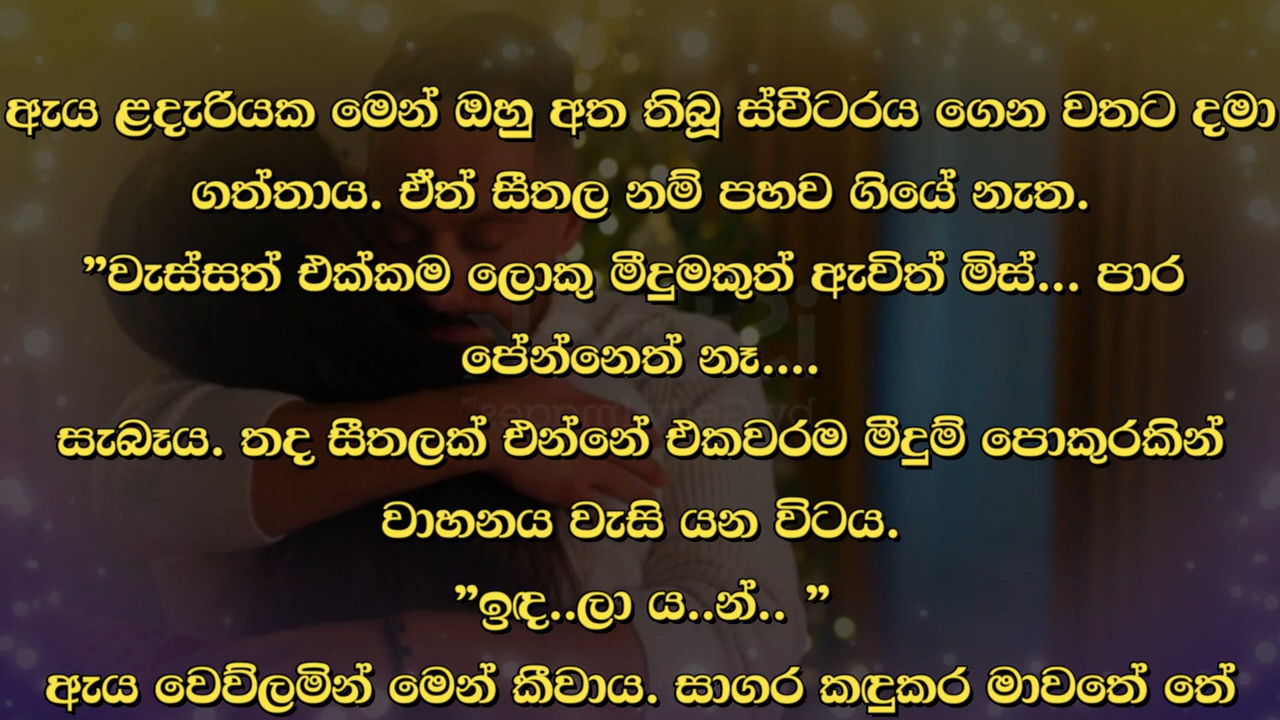 ඇය ළදැරියක මෙන් ඔහු අත තිබූ ස්වීටරය ගෙන වතට දමා
ගත්තාය. ඒත් සීතල නම් පහව ගියේ නැත.
”වැස්සත් එක්කම ලොකු මීදුමකුත් ඇවිත් මිස්... පාර
පේන්නෙත් නෑ....
සැබෑය. තද සීතලක් එන්නේ එකවරම මීදුම් පොකුරකින්
වාහනය වැසි යන විටය.
”ඉඳ..ලා ය..න්.. ”
ඇය වෙව්ලමින් මෙන් කීවාය. සාගර කඳුකර මාවතේ තේ